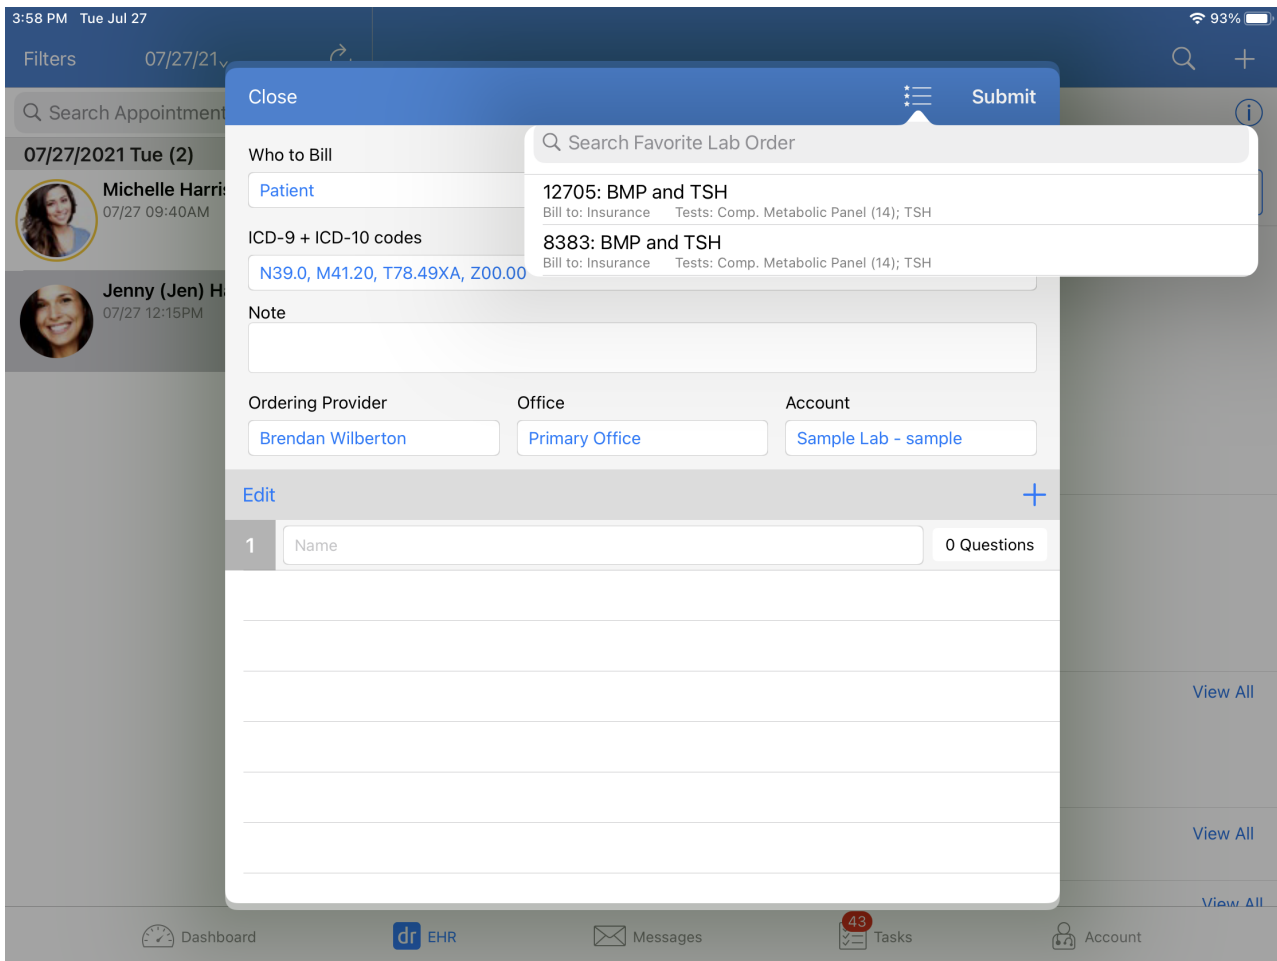 3:58 PM Tue Jul 27
93%
Filters
07/27/21
Search Appointment
07/27/2021 Tue (2)
Michelle Harris
07/27 09:40AM
Jenny (Jen) Ha
07/27 12:15PM
Close
Submit
Search Favorite Lab Order
12705: BMP and TSH
Bill to: Insurance Tests: Comp. Metabolic Panel (14); TSH
8383: BMP and TSH
Bill to: Insurance Tests: Comp. Metabolic Panel (14); TSH
Who to Bill
Patient
ICD-9 + ICD-10 codes
N39.0, M41.20, T78.49XA, Z00.00
Note
Ordering Provider
Office
Account
Brendan Wilberton
Primary Office
Sample Lab - sample
Edit
1
Name
0 Questions
View All
View All
View All
Dashboard
dr EHR
Messages
43
Tasks
Account